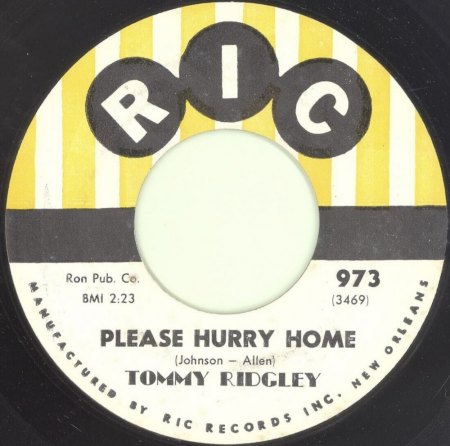 RIC
Ron Pub. Co.
BMI 2:23
973
(3469)
PLEASE HURRY HOME
(Johnson - Allen)
TOMMY RIDGLEY
MANUFACTURED BY RIC RECORDS INC. NEW ORLEANS